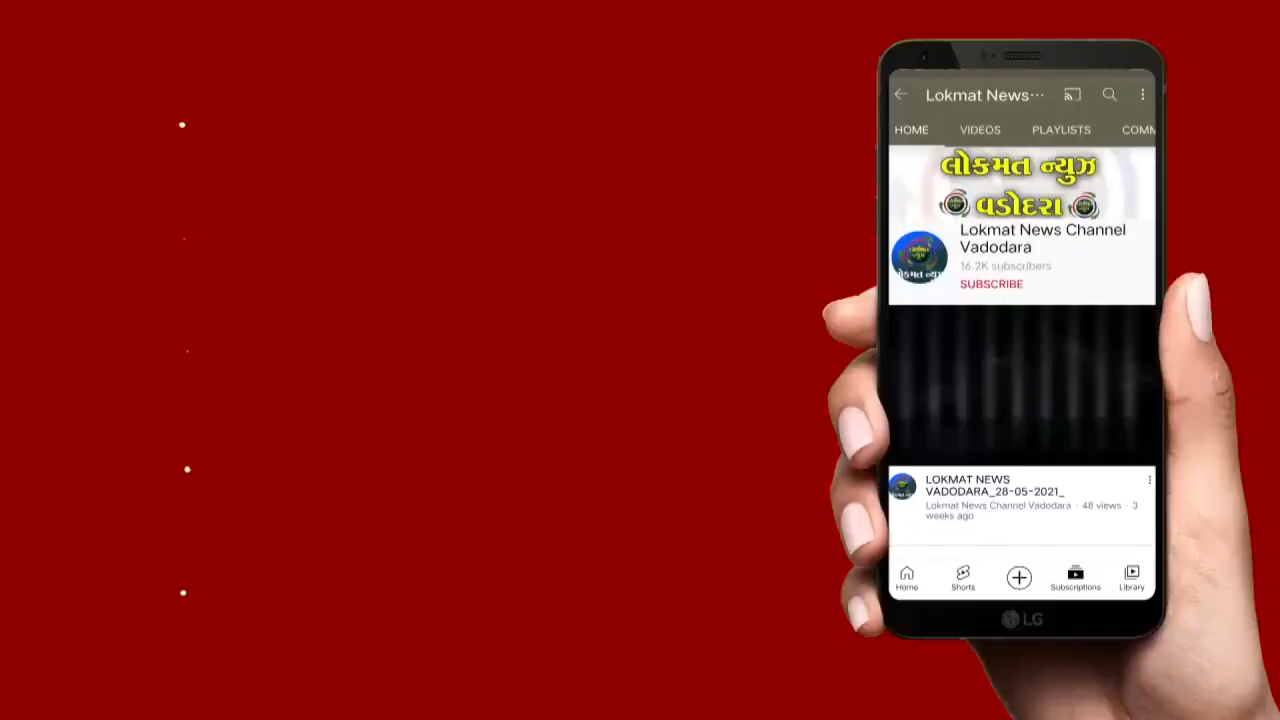 Lokmat News...
HOME VIDEOS PLAYLISTS COMM
લોકમત ન્યુઝ
વડોદરા
Lokmat News Channel
Vadodara
16.2K subscribers
SUBSCRIBE
LOKMAT NEWS
VADODARA_28-05-2021_
Lokmat News Channel Vadodara · 48 views · 3
weeks ago
Home Shorts Subscriptions Library
LG